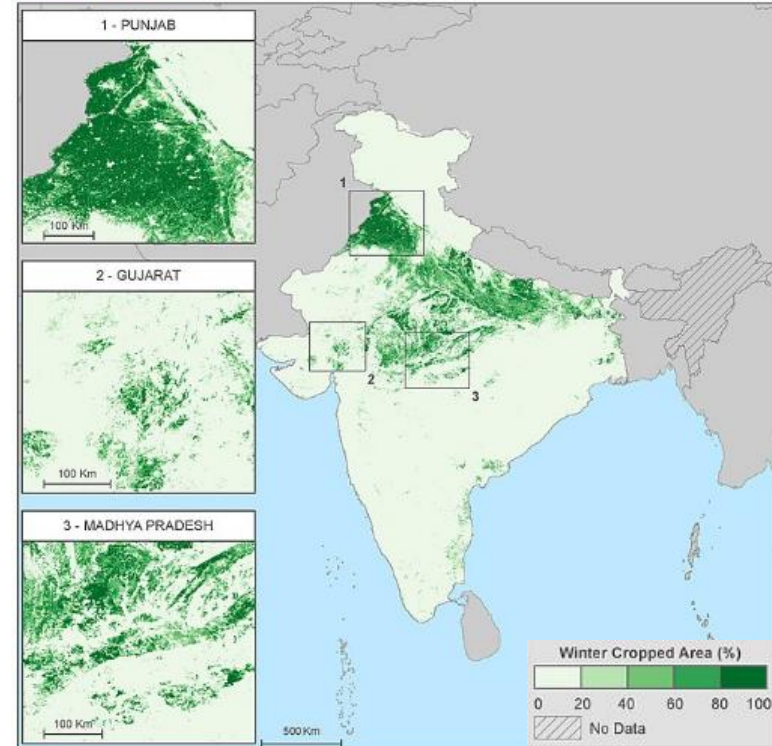 1 - PUNJAB
100 Km
2 - GUJARAT
100 Km
3 - MADHYA PRADESH
100 Km
1
2
3
500 Km
Winter Cropped Area (%)
0 20 40 60 80 100
No Data